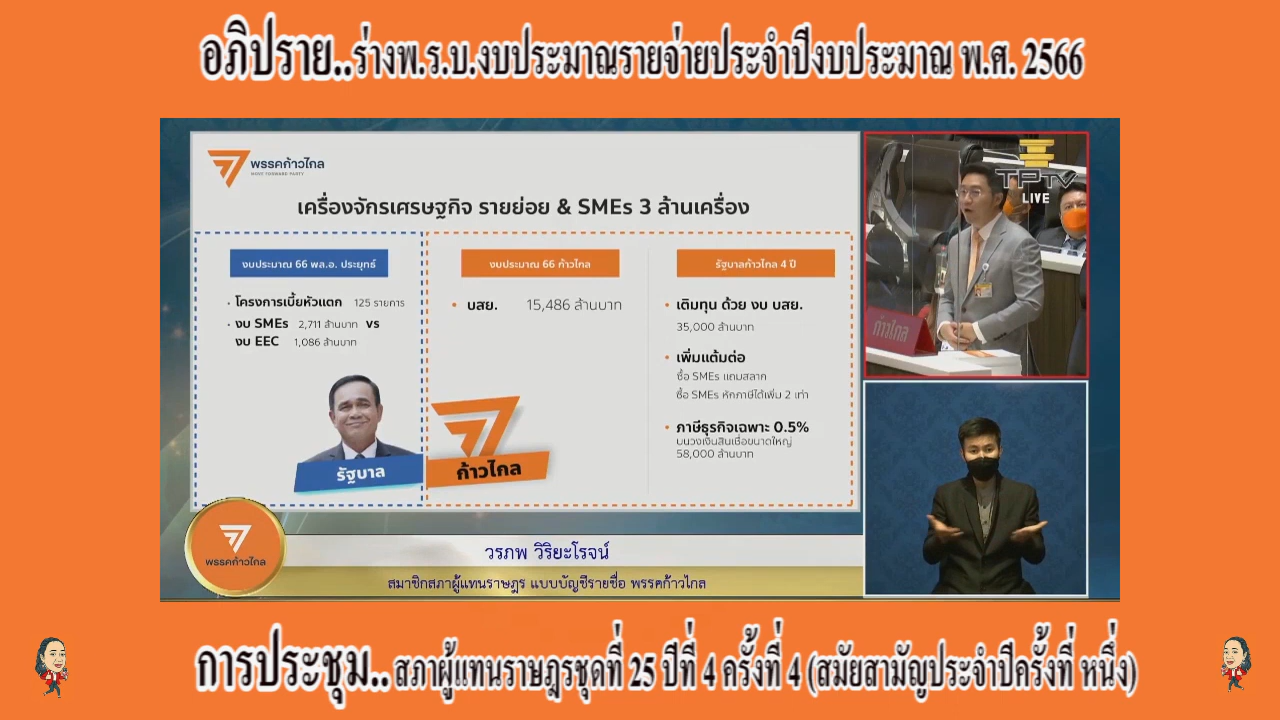 อภิปราย..ร่างพ.ร.บ.งบประมาณรายจ่ายประจำปีงบประมาณ พ.ศ. 2566
พรรคก้าวไกล
MOVE FORWARD PARTY
เครื่องจักรเศรษฐกิจ รายย่อย & SMEs 3 ล้านเครื่อง
งบประมาณ 66 พล.อ. ประยุทธ์
• โครงการเบี้ยหัวแตก 125 รายการ
• งบ SMEs 2,711 ล้านบาท vs
งบ EEC 1,086 ล้านบาท
รัฐบาล
งบประมาณ 66 ก้าวไกล
• บสย. 15,486 ล้านบาท
ก้าวไกล
รัฐบาลก้าวไกล 4 ปี
• เติมทุน ด้วย งบ บสย.
35,000 ล้านบาท
• เพิ่มแต้มต่อ
ซื้อ SMEs แถมสลาก
ซื้อ SMEs หักภาษีได้เพิ่ม 2 เท่า
• ภาษีธุรกิจเฉพาะ 0.5%
บนวงเงินสินเชื่อขนาดใหญ่
58,000 ล้านบาท
TPTV
LIVE
ก้าวไกล
พรรคก้าวไกล
วรภพ วิริยะโรจน์
สมาชิกสภาผู้แทนราษฎร แบบบัญชีรายชื่อ พรรคก้าวไกล
การประชุม.. สภาผู้แทนราษฎรชุดที่ 25 ปีที่ 4 ครั้งที่ 4 (สมัยสามัญประจำปีครั้งที่ หนึ่ง)